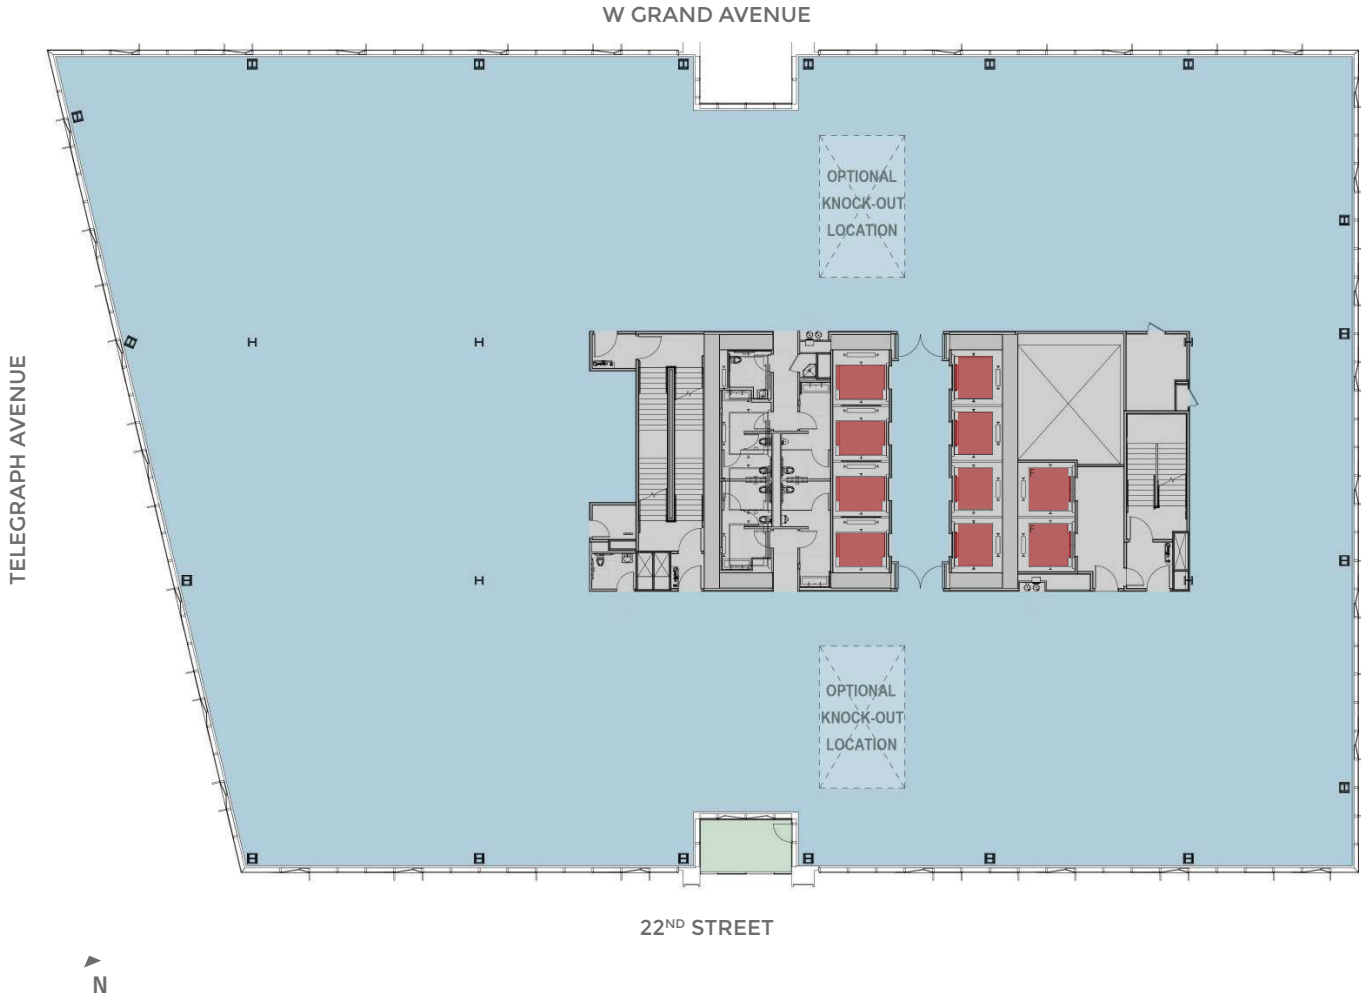 W GRAND AVENUE
OPTIONAL
KNOCK-OUT
LOCATION
TELEGRAPH AVENUE
OPTIONAL
KNOCK-OUT
LOCATION
22ND STREET
N